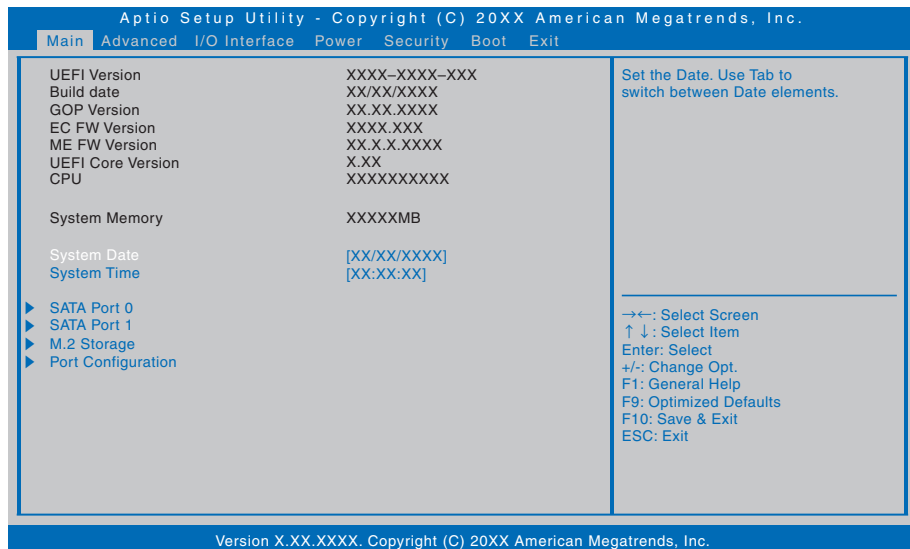 Aptio Setup Utility - Copyright (C) 20XX American Megatrends, Inc.
Main Advanced I/O Interface Power Security Boot Exit
UEFI Version XXXX–XXXX–XXX
Build date XX/XX/XXXX
GOP Version XX.XX.XXXX
EC FW Version XXXX.XXX
ME FW Version XX.X.X.XXXX
UEFI Core Version X.XX
CPU XXXXXXXXXX
System Memory XXXXXMB
System Date [XX/XX/XXXX]
System Time [XX:XX:XX]
SATA Port 0
SATA Port 1
M.2 Storage
Port Configuration
Set the Date. Use Tab to
switch between Date elements.
→←: Select Screen
↑↓: Select Item
Enter: Select
+/-: Change Opt.
F1: General Help
F9: Optimized Defaults
F10: Save & Exit
ESC: Exit
Version X.XX.XXXX. Copyright (C) 20XX American Megatrends, Inc.